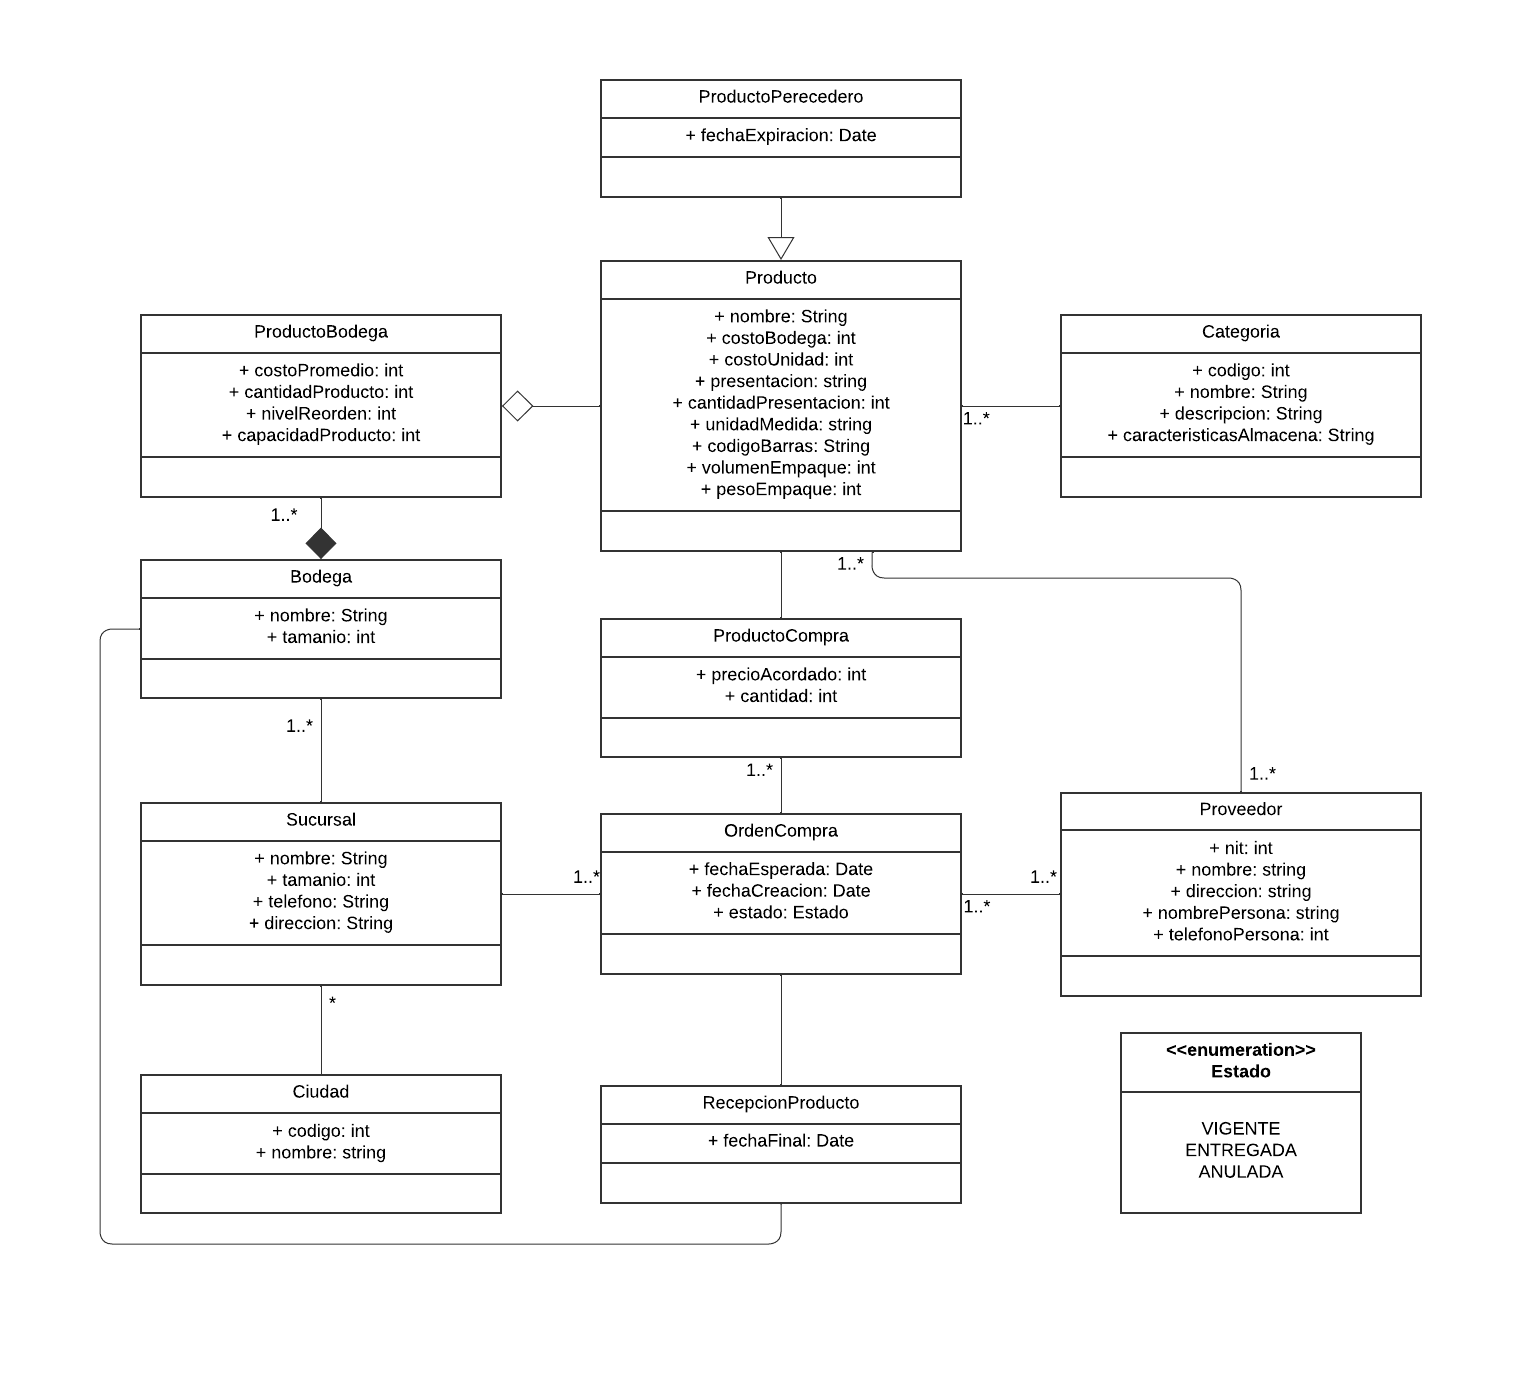 ProductoPerecedero
+ fechaExpiracion: Date
Producto
+ nombre: String
+ costoBodega: int
+ costoUnidad: int
+ presentacion: string
+ cantidadPresentacion: int
+ unidadMedida: string
+ codigoBarras: String
+ volumenEmpaque: int
+ pesoEmpaque: int
ProductoBodega
+ costoPromedio: int
+ cantidadProducto: int
+ nivelReorden: int
+ capacidadProducto: int
Categoria
+ codigo: int
+ nombre: String
+ descripcion: String
+ caracteristicasAlmacena: String
1..*
1..*
1..*
Bodega
+ nombre: String
+ tamanio: int
ProductoCompra
+ precioAcordado: int
+ cantidad: int
1..*
1..*
1..*
Sucursal
+ nombre: String
+ tamanio: int
+ telefono: String
+ direccion: String
OrdenCompra
+ fechaEsperada: Date
+ fechaCreacion: Date
+ estado: Estado
Proveedor
+ nit: int
+ nombre: string
+ direccion: string
+ nombrePersona: string
+ telefonoPersona: int
1..*
1..*
1..*
*
Ciudad
+ codigo: int
+ nombre: string
RecepcionProducto
+ fechaFinal: Date
<<enumeration>>
Estado
VIGENTE
ENTREGADA
ANULADA